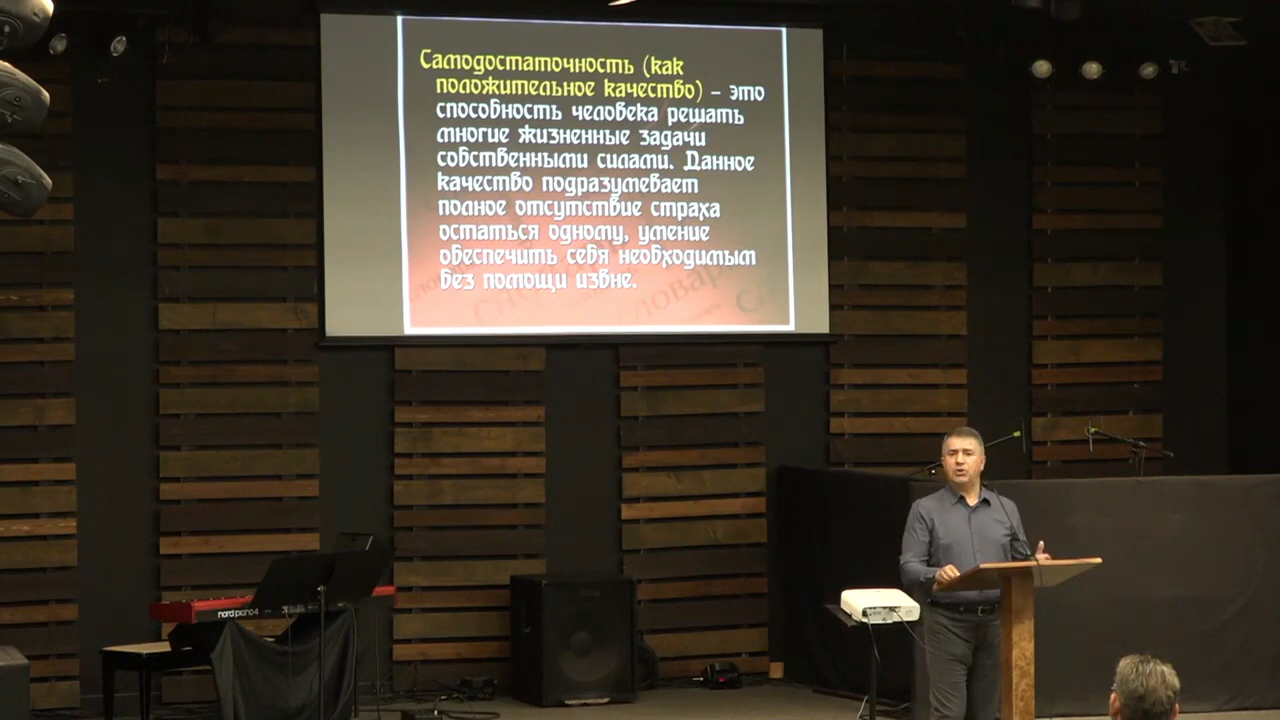 Самодостаточность (как
положительное качество) – это
способность человека решать
многие жизненные задачи
собственными силами. Данное
качество подразумевает
полное отсутствие страха
остаться одному, умение
обеспечить себя необходимым
без помощи извне.
nord piano 4